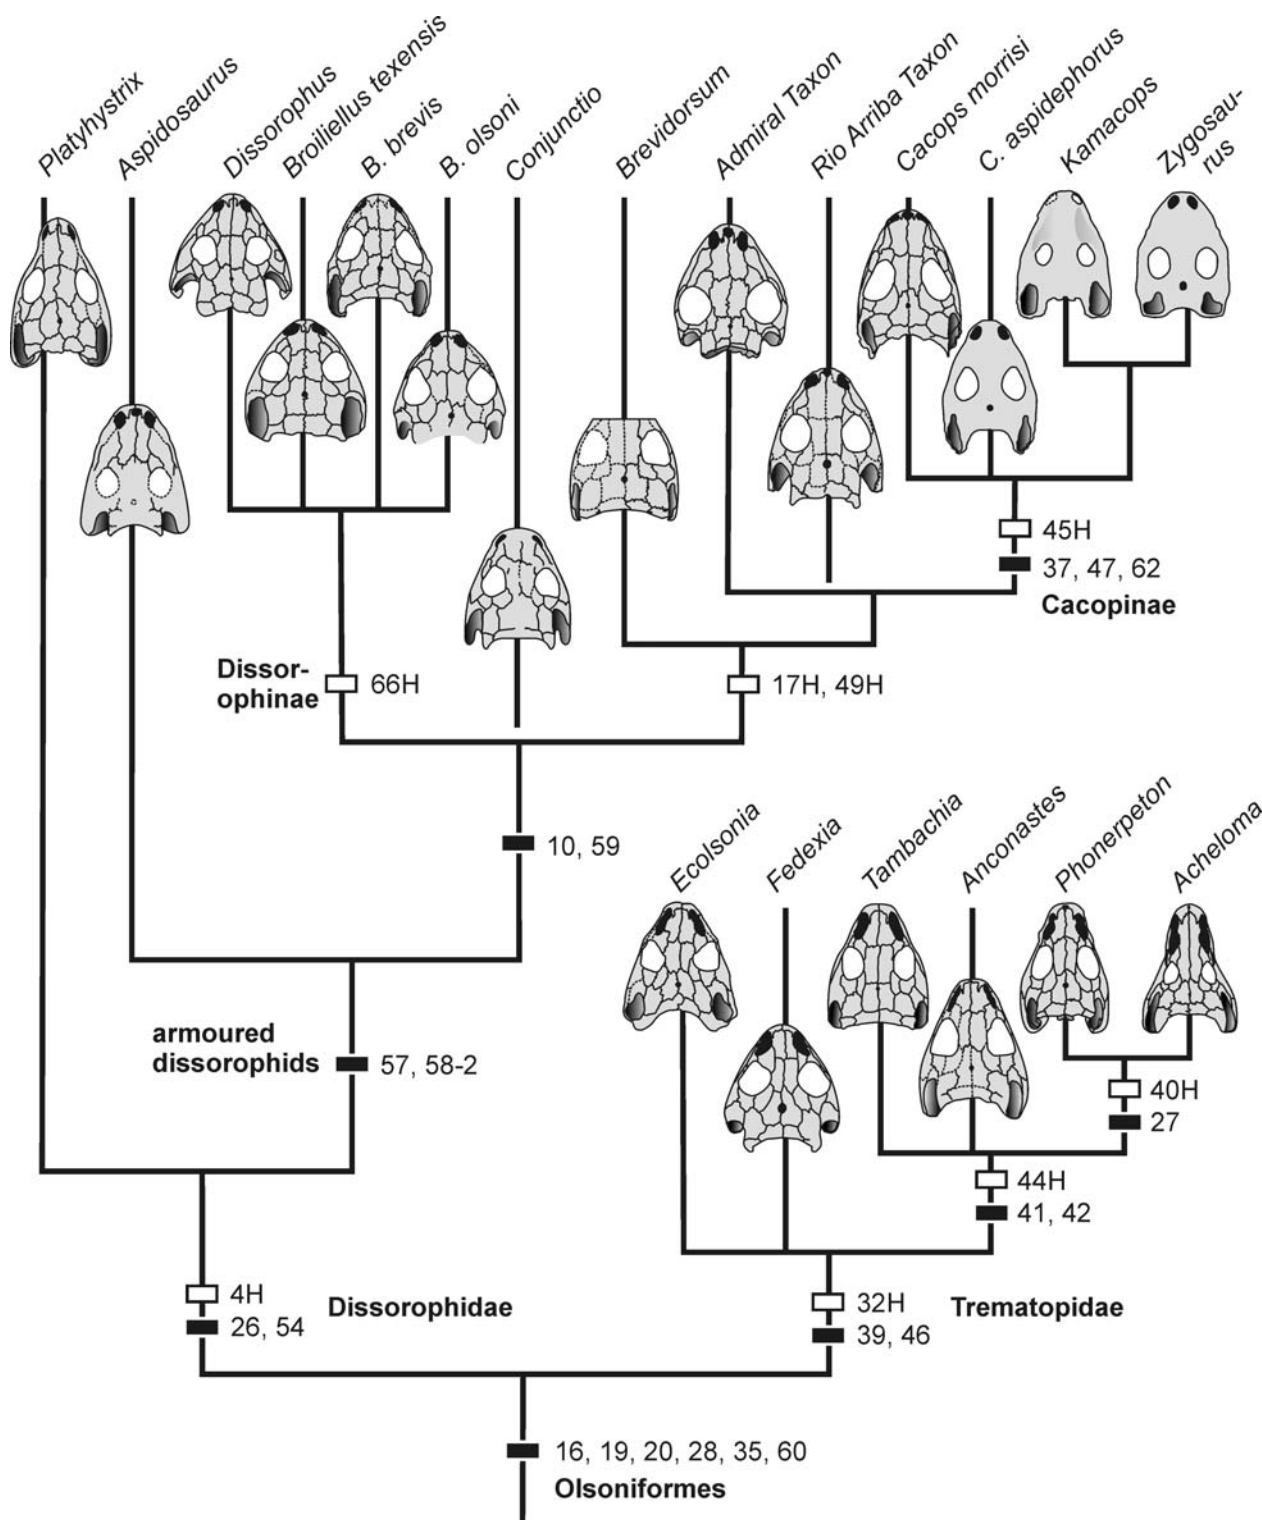 Platyhystrix
Aspidosaurus
Dissorophus
Broiliellus texensis
B. brevis
B. olsoni
Conjunctio
Brevidorsum
Admiral Taxon
Rio Arriba Taxon
Cacops morrisi
C. aspidephorus
Kamacops
Zygosau-
rus
45H
37, 47, 62
Cacopinae
Dissor-
ophinae
66H
17H, 49H
10, 59
Ecolsonia
Fedexia
Tambachia
Anconastes
Phonerpeton
Acheloma
armoured
dissorophids
57, 58-2
40H
27
44H
41, 42
4H
26, 54
Dissorophidae
32H
39, 46
Trematopidae
16, 19, 20, 28, 35, 60
Olsoniformes